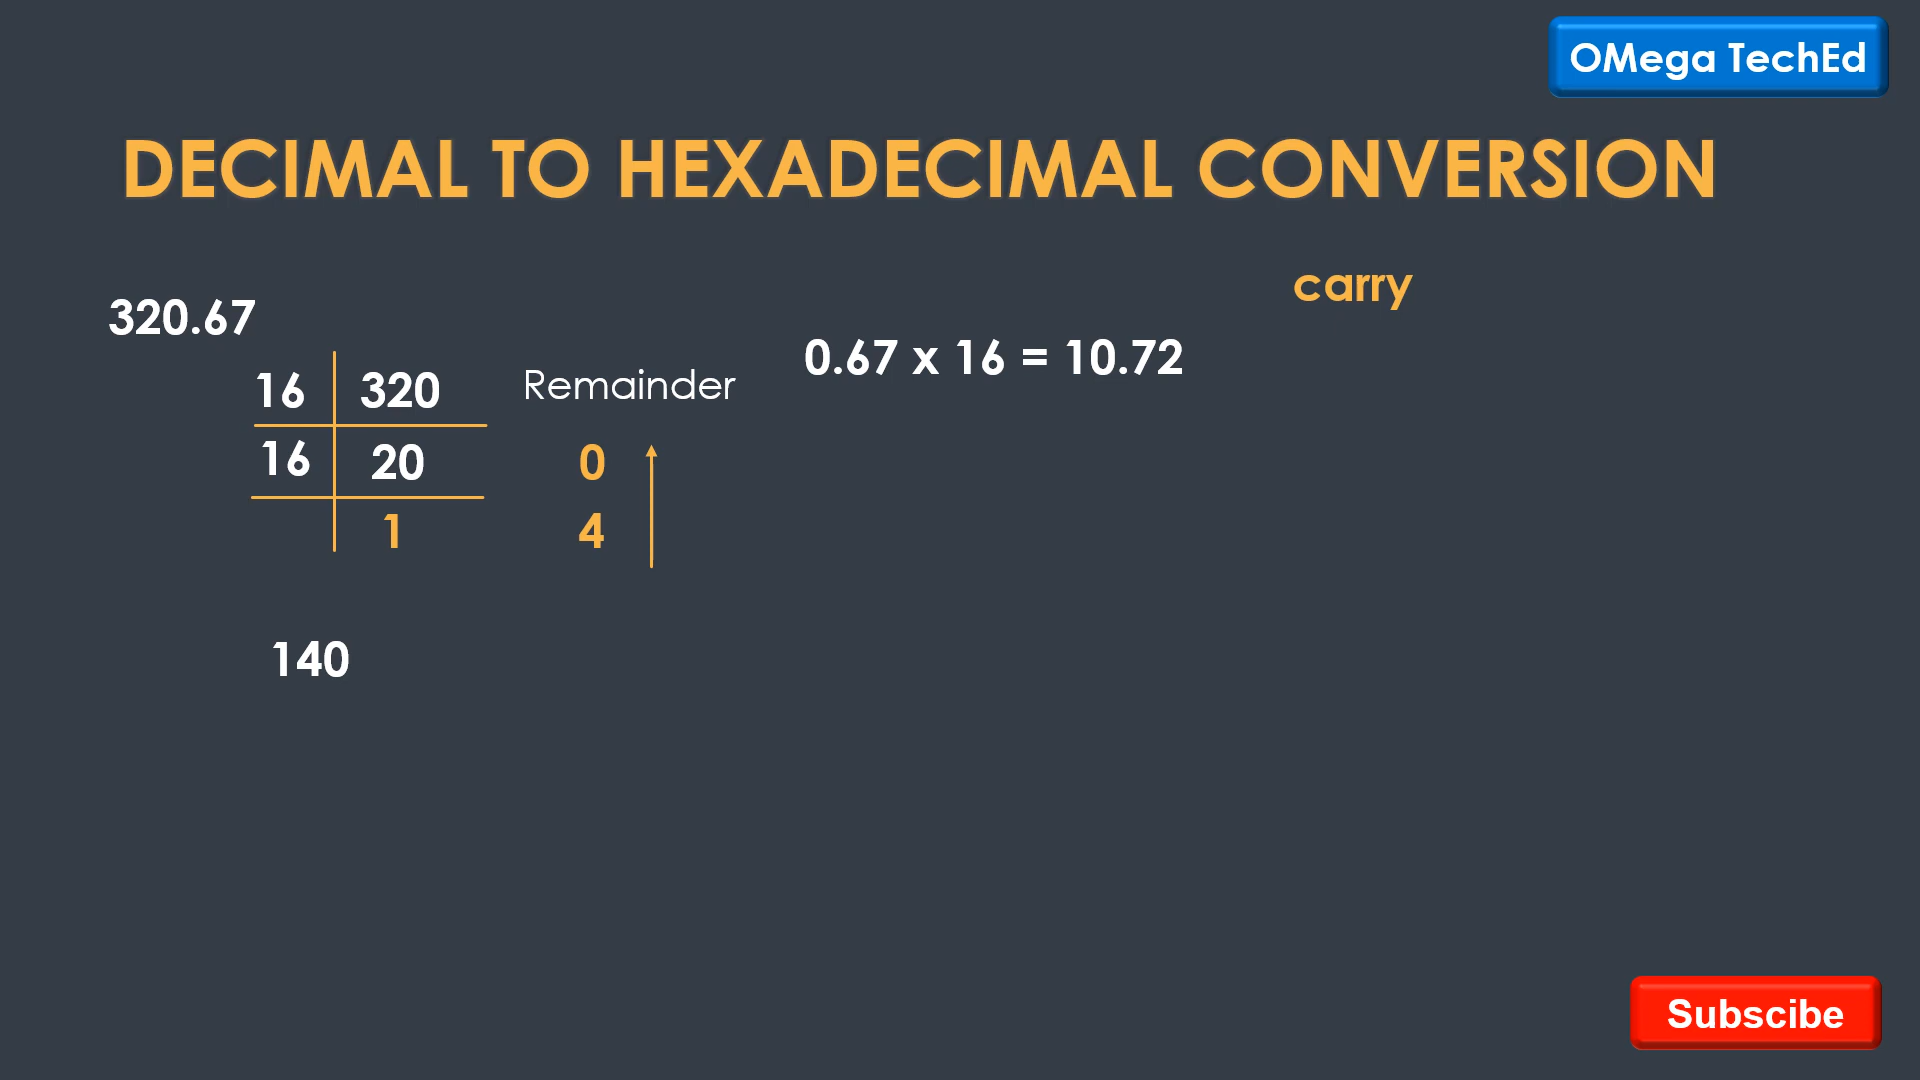 OMega TechEd
DECIMAL TO HEXADECIMAL CONVERSION
carry
320.67
0.67 x 16 = 10.72
16 320 Remainder
16 20 0
1 4
140
Subscibe